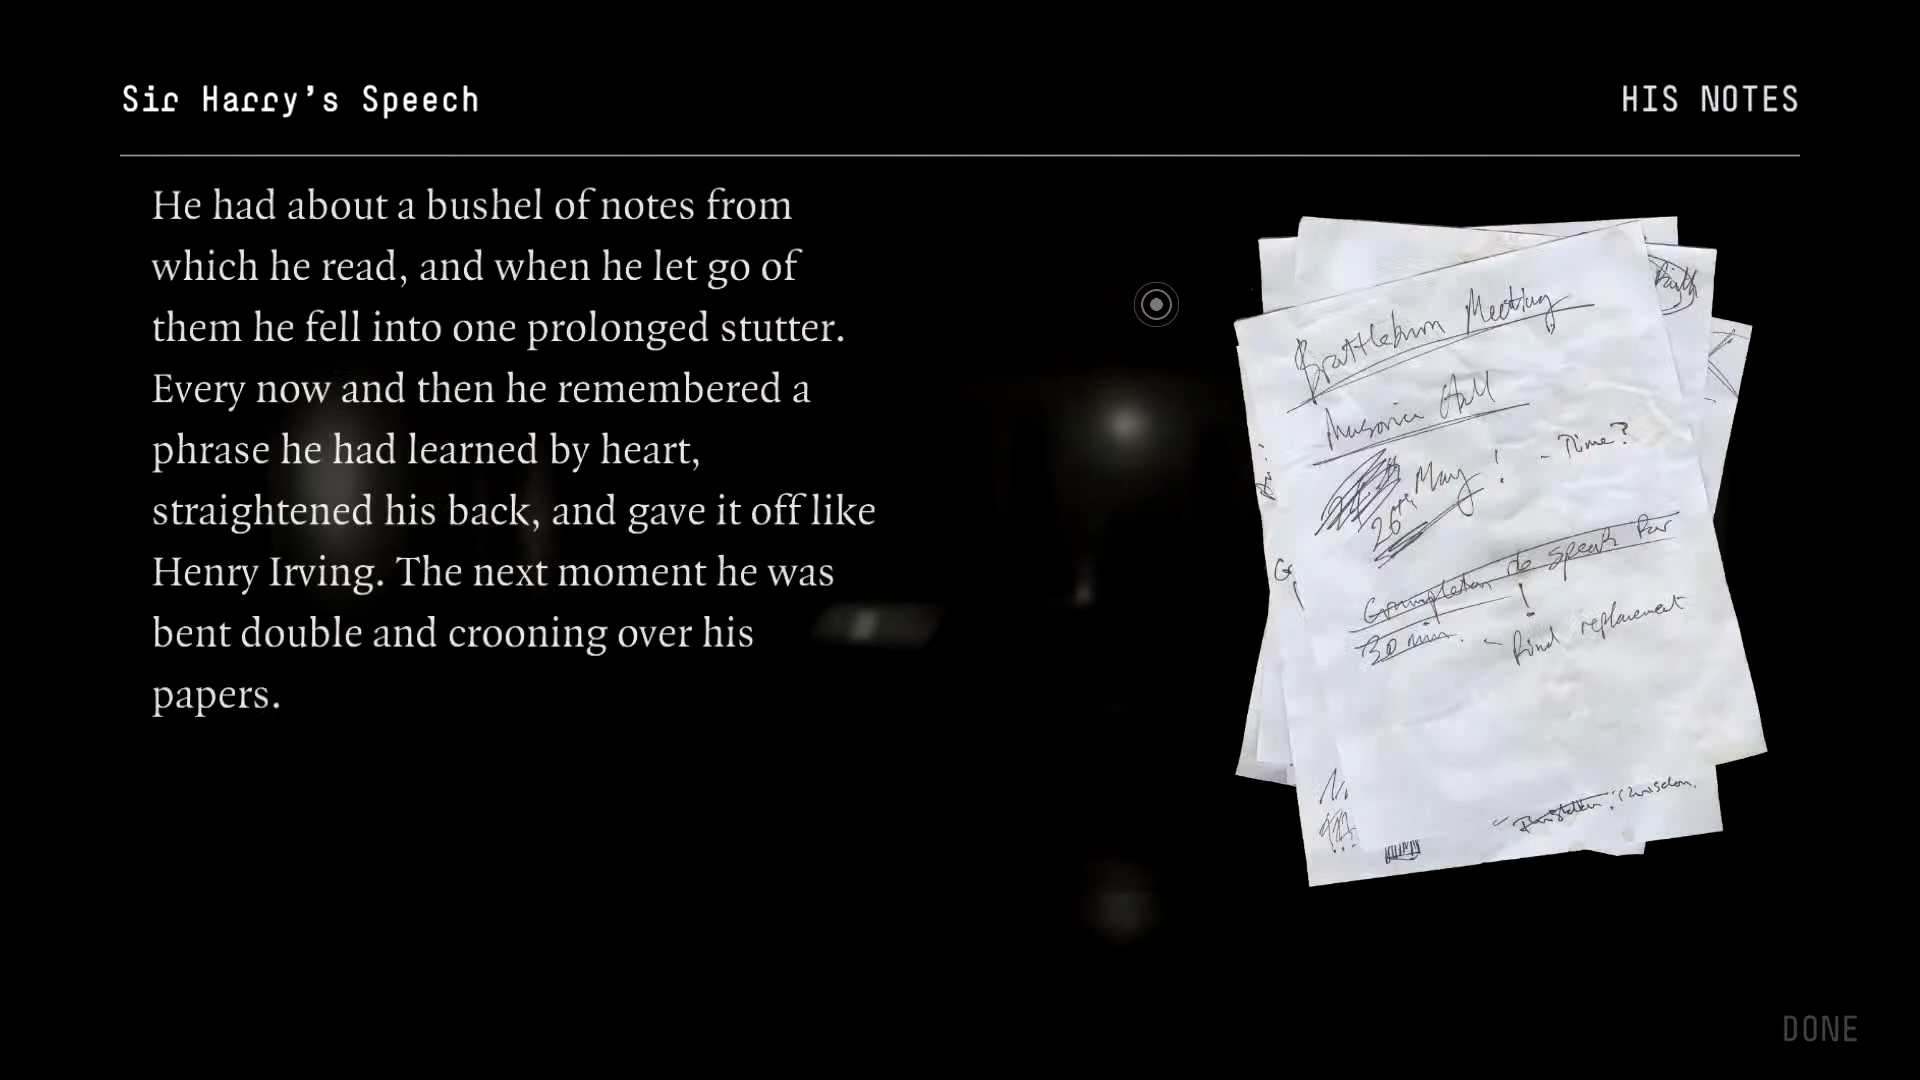 Sir Harry's Speech
HIS NOTES
He had about a bushel of notes from
which he read, and when he let go of
them he fell into one prolonged stutter.
Every now and then he remembered a
phrase he had learned by heart,
straightened his back, and gave it off like
Henry Irving. The next moment he was
bent double and crooning over his
papers.
Brattleburn Meeting
Masonic Hall
26th May! - Time?
Crumpleton to speak for
30 min. - find replacement
DONE